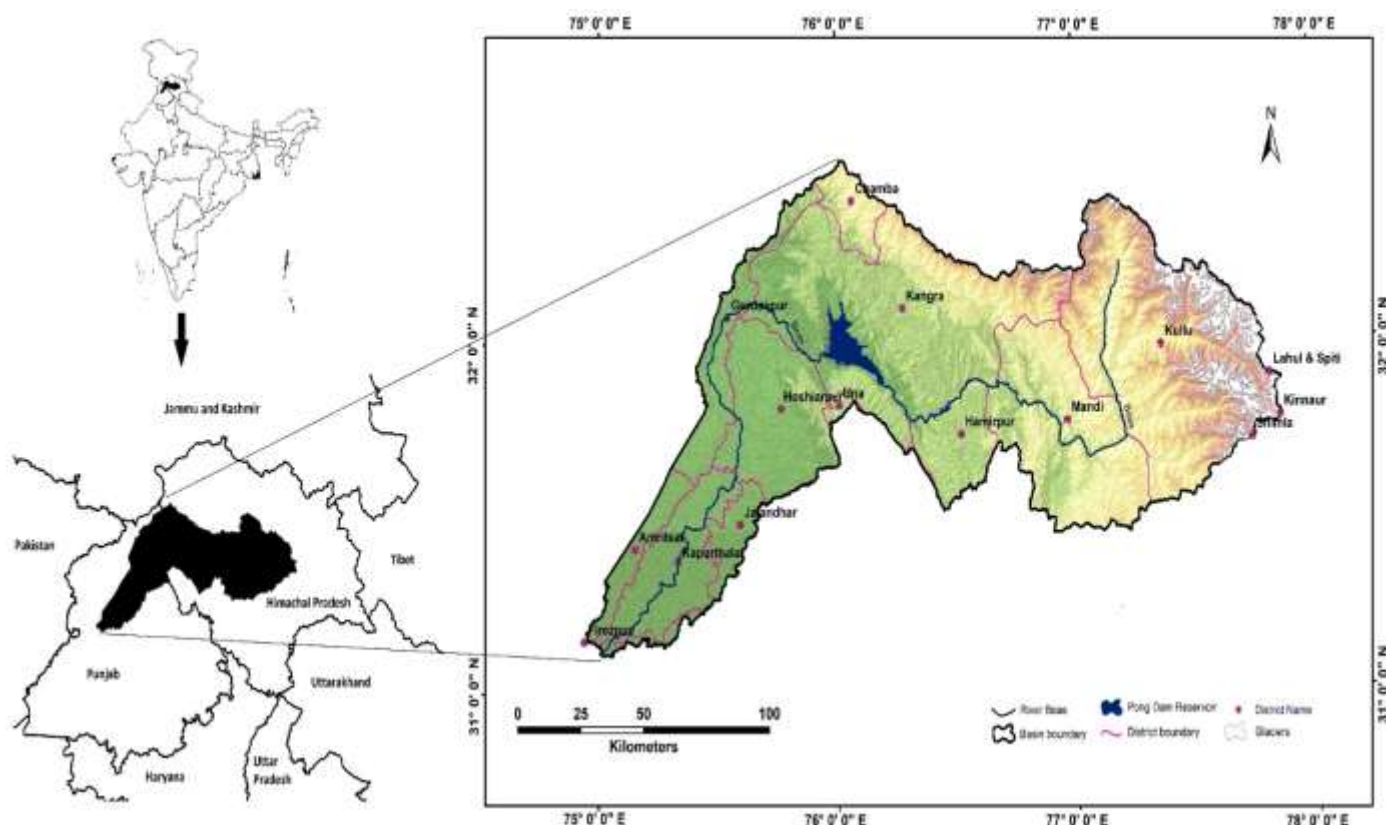 75° 0' 0" E
76° 0' 0" E
77° 0' 0" E
78° 0' 0" E
N
Chamba
Kangra
Kullu
Lahul & Spiti
Kinnaur
Shimla
Mandi
Hamirpur
Una
Hoshiarpur
Gurdaspur
Jalandhar
Amritsar
Kapurthala
32° 0' 0" N
32° 0' 0" N
31° 0' 0" N
31° 0' 0" N
Jammu and Kashmir
Pakistan
Tibet
Himachal Pradesh
Punjab
Uttarakhand
Haryana
Uttar
Pradesh
0 25 50 100
Kilometers
River Beas
Pong Dam Reservoir
District Name
Basin boundary
District boundary
Glaciers
75° 0' 0" E
76° 0' 0" E
77° 0' 0" E
78° 0' 0" E